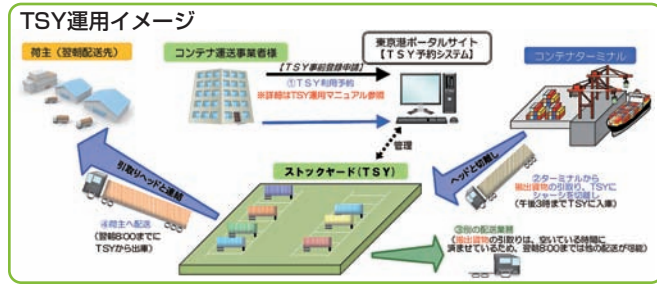 TSY運用イメージ
荷主(翌朝配送先)
コンテナ運送事業者様
東京港ポータルサイト
【TSY予約システム】
コンテナターミナル
【TSY事前登録申請】
①TSY利用予約
※詳細はTSY運用マニュアル参照
管理
引取りヘッドと連結
ストックヤード(TSY)
ヘッドと切離し
②ターミナルから
搬出貨物の引取り、TSYに
シャーシを切離し
(午後3時までTSYに入庫)
④荷主へ配送
(翌朝8:00までに
TSYから出庫)
③別の配送業務
(搬出貨物の引取りは、空いている時間に
済ませているため、翌朝8:00までは他の配送が可能)